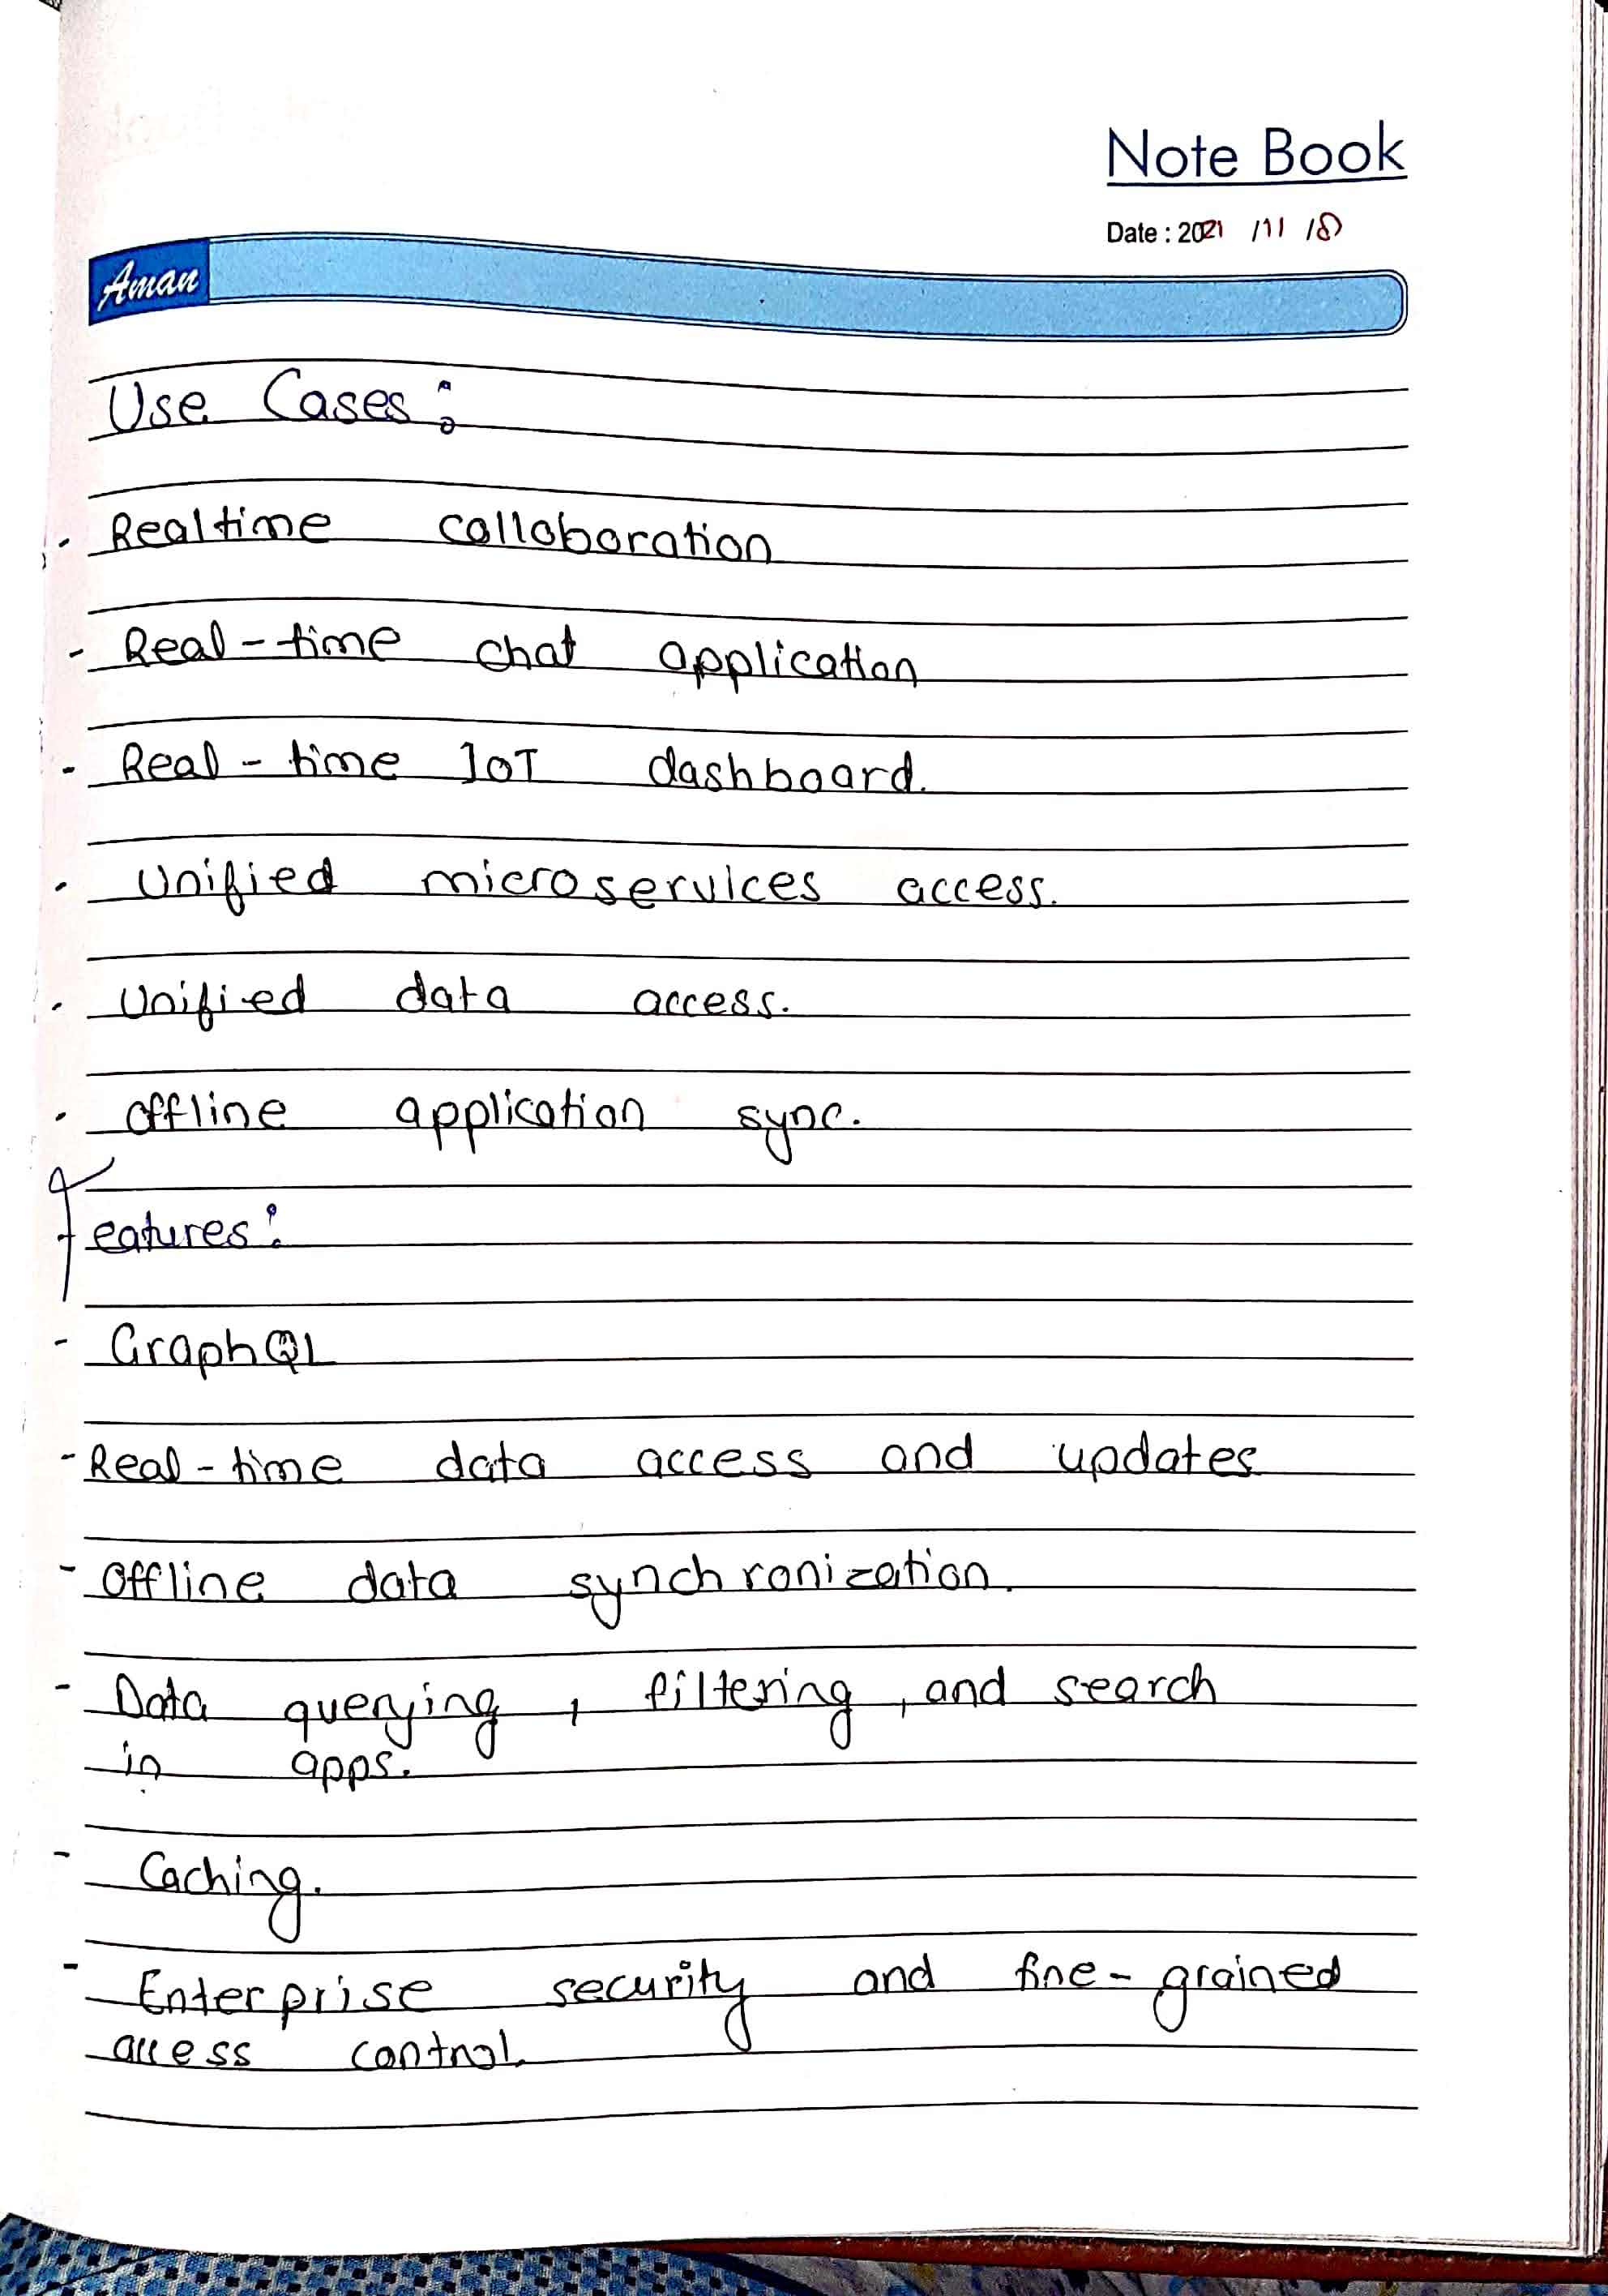 Note Book
Date : 2021 /11 /8
Aman
Use Cases :
- Realtime collaboration
- Real-time chat application
- Real-time IoT dashboard.
- Unified microservices access.
- Unified data access.
- Offline application sync.
Features :
- GraphQL
- Real-time data access and updates
- Offline data synchronization.
- Data querying, filtering, and search
in apps.
- Caching.
- Enterprise security and fine-grained
access control.